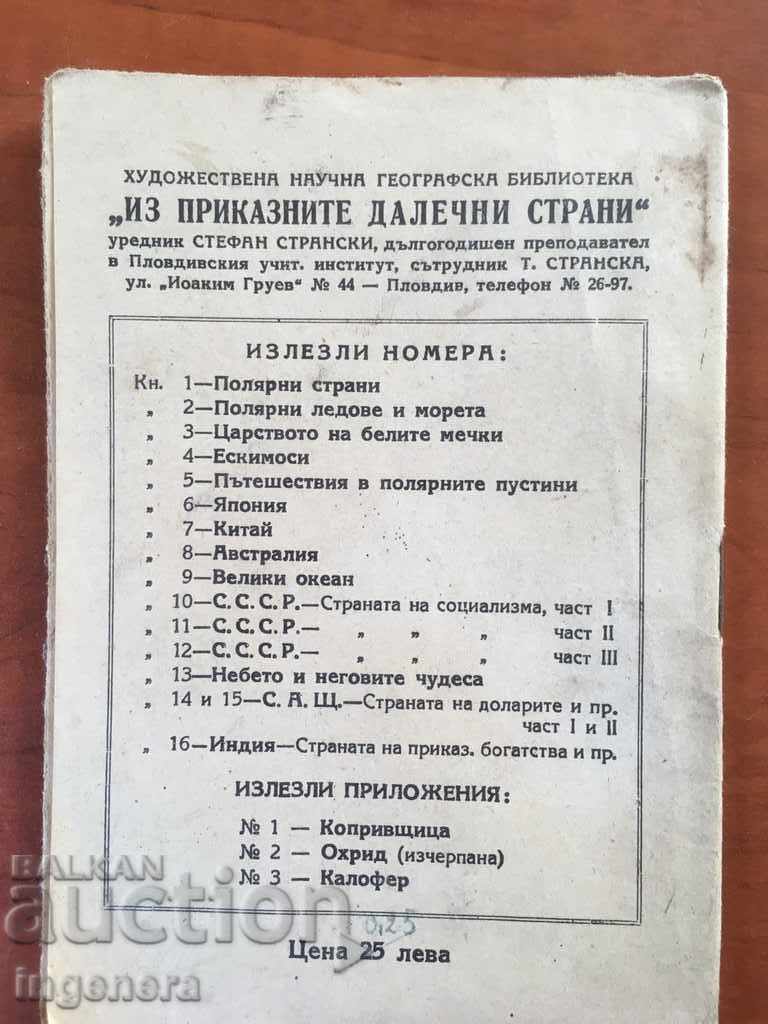 ХУДОЖЕСТВЕНА НАУЧНА ГЕОГРАФСКА БИБЛИОТЕКА
„ИЗ ПРИКАЗНИТЕ ДАЛЕЧНИ СТРАНИ“
уредник СТЕФАН СТРАНСКИ, дългогодишен преподавател
в Пловдивския учит. институт, сътрудник Т. СТРАНСКА,
ул. „Иоаким Груев“ № 44 — Пловдив, телефон № 26-97.
ИЗЛЕЗЛИ НОМЕРА:
Кн. 1—Полярни страни
„ 2—Полярни ледове и морета
„ 3—Царството на белите мечки
„ 4—Ескимоси
„ 5—Пътешествия в полярните пустини
„ 6—Япония
„ 7—Китай
„ 8—Австралия
„ 9—Велики океан
„ 10—С.С.С.Р.—Страната на социализма, част I
„ 11—С.С.С.Р.— „ „ „ част II
„ 12—С.С.С.Р.— „ „ „ част III
„ 13—Небето и неговите чудеса
„ 14 и 15—С. А. Щ.—Страната на доларите и пр.
част I и II
„ 16—Индия—Страната на приказ. богатства и пр.
ИЗЛЕЗЛИ ПРИЛОЖЕНИЯ:
№ 1 — Копривщица
№ 2 — Охрид (изчерпана)
№ 3 — Калофер
0,25
Цена 25 лева
BALKAN
auction
ingenera